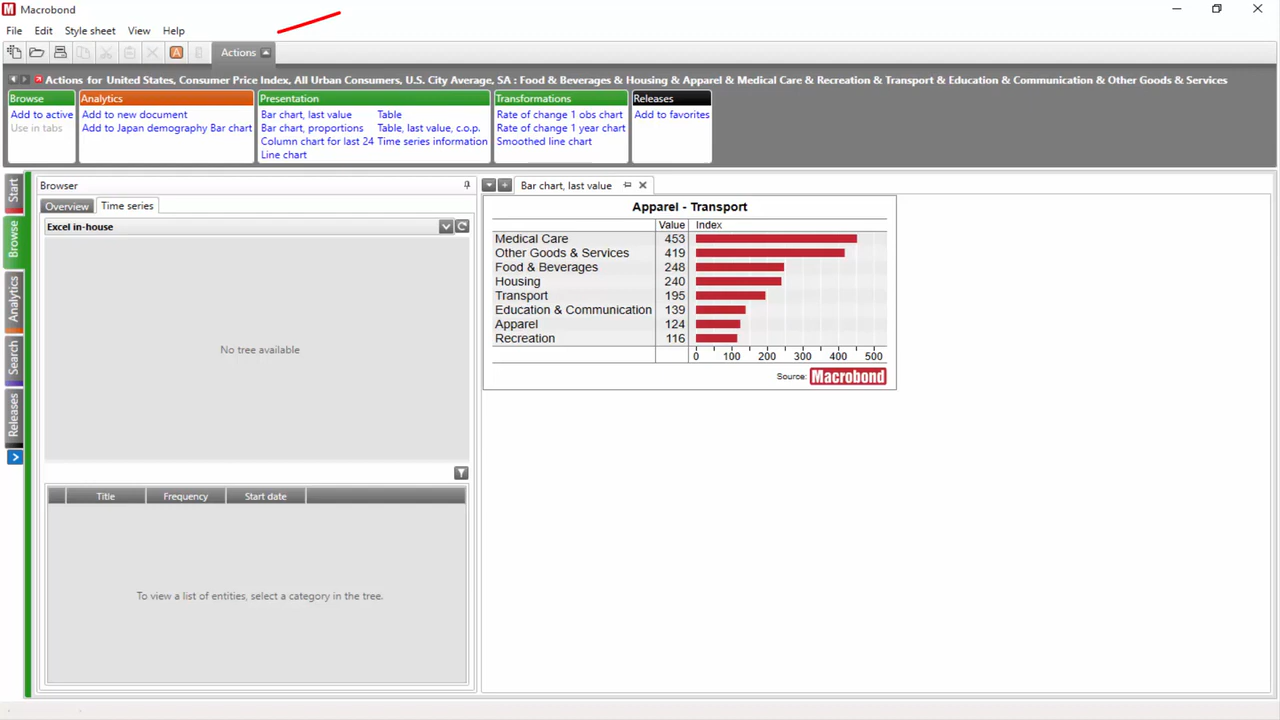 Macrobond
File Edit Style sheet View Help
Actions
Actions for United States, Consumer Price Index, All Urban Consumers, U.S. City Average, SA : Food & Beverages & Housing & Apparel & Medical Care & Recreation & Transport & Education & Communication & Other Goods & Services
Browse
Add to active
Use in tabs
Analytics
Add to new document
Add to Japan demography Bar chart
Presentation
Bar chart, last value Table
Bar chart, proportions Table, last value, c.o.p.
Column chart for last 24 Time series information
Line chart
Transformations
Rate of change 1 obs chart
Rate of change 1 year chart
Smoothed line chart
Releases
Add to favorites
Start
Browse
Analytics
Search
Releases
Browser
Overview Time series
Excel in-house
No tree available
Title Frequency Start date
To view a list of entities, select a category in the tree.
Bar chart, last value
Apparel - Transport
Value Index
Medical Care 453
Other Goods & Services 419
Food & Beverages 248
Housing 240
Transport 195
Education & Communication 139
Apparel 124
Recreation 116
0 100 200 300 400 500
Source: Macrobond